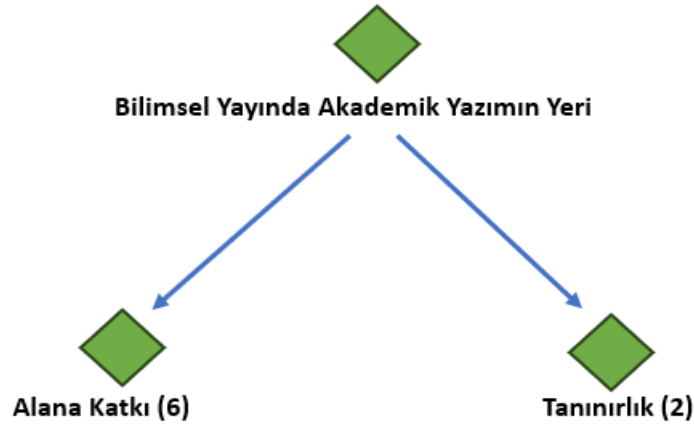 Bilimsel Yayında Akademik Yazımın Yeri
Alana Katkı (6)
Tanınırlık (2)